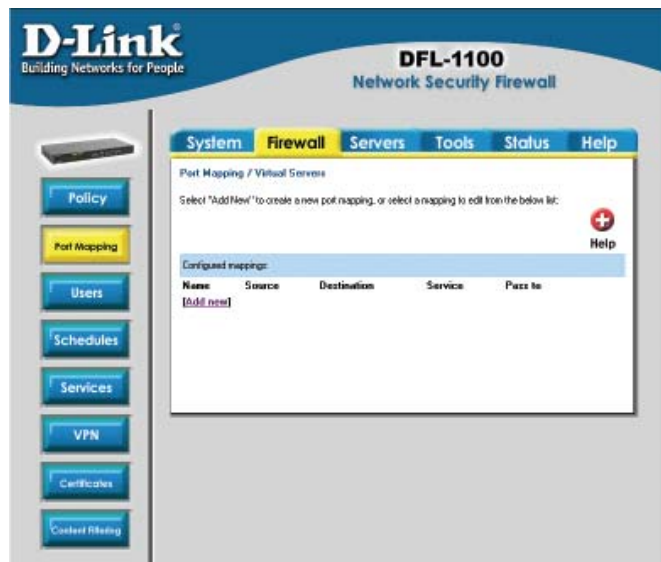 D-Link
Building Networks for People
DFL-1100
Network Security Firewall
System Firewall Servers Tools Status Help
Policy
Port Mapping
Users
Schedules
Services
VPN
Certificates
Content Filtering
Port Mapping / Virtual Servers
Select "Add New" to create a new port mapping, or select a mapping to edit from the below list:
Help
Configured mappings:
Name Source Destination Service Pass to
[Add new]